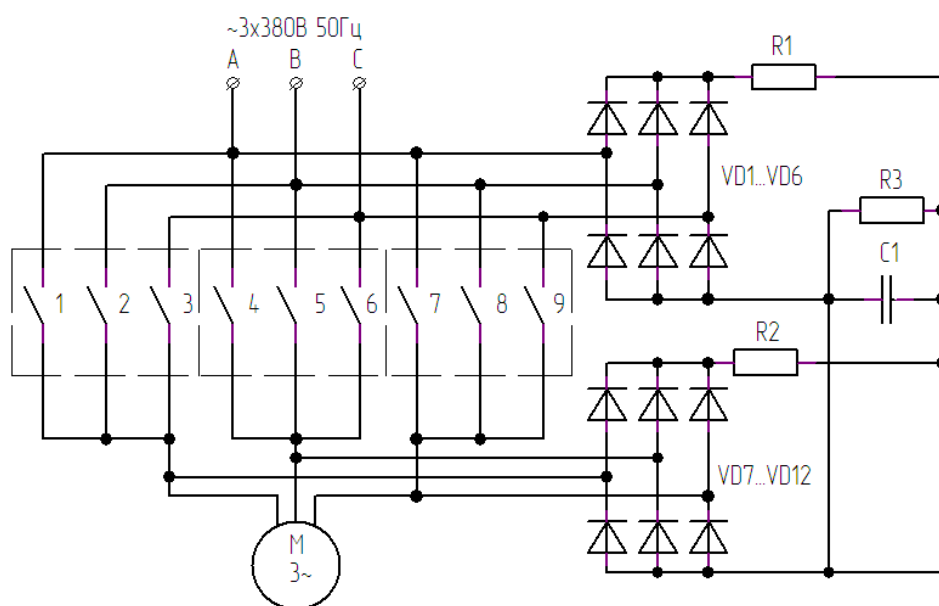 ~3x380В 50Гц
A B C
R1
VD1...VD6
R3
C1
1 2 3 4 5 6 7 8 9
R2
VD7...VD12
M
3~